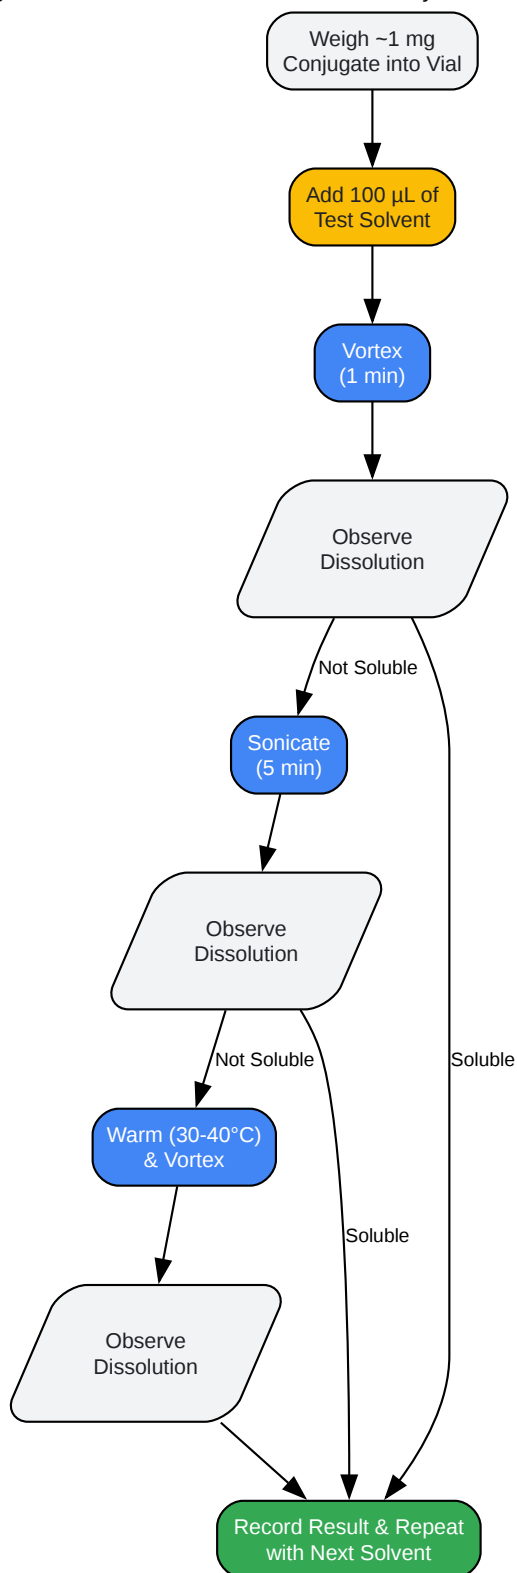 Weigh ~1 mg
Conjugate into Vial
Add 100 µL of
Test Solvent
Vortex
(1 min)
Observe
Dissolution
Not Soluble
Sonicate
(5 min)
Observe
Dissolution
Not Soluble
Soluble
Warm (30-40°C)
& Vortex
Soluble
Observe
Dissolution
Record Result & Repeat
with Next Solvent